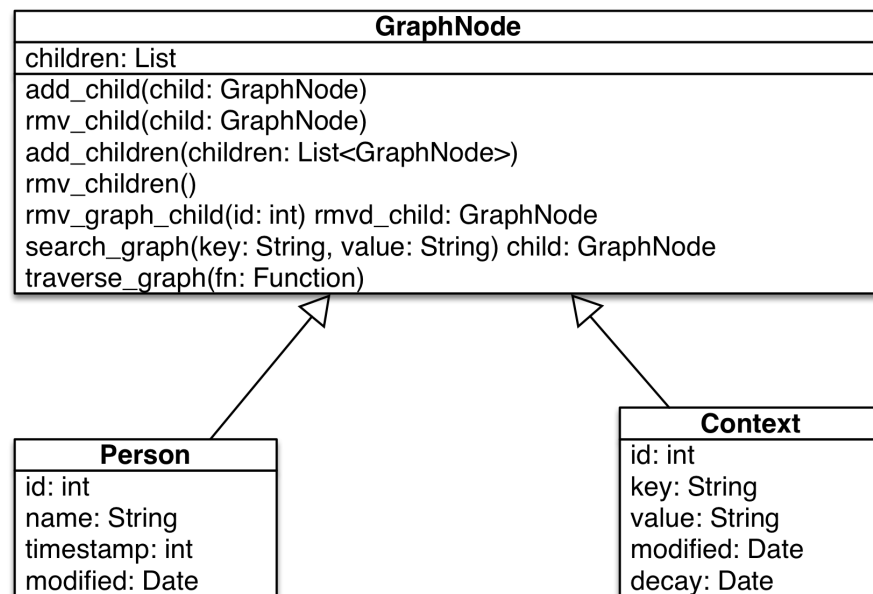 GraphNode
children: List
add_child(child: GraphNode)
rmv_child(child: GraphNode)
add_children(children: List<GraphNode>)
rmv_children()
rmv_graph_child(id: int) rmvd_child: GraphNode
search_graph(key: String, value: String) child: GraphNode
traverse_graph(fn: Function)
Person
id: int
name: String
timestamp: int
modified: Date
Context
id: int
key: String
value: String
modified: Date
decay: Date